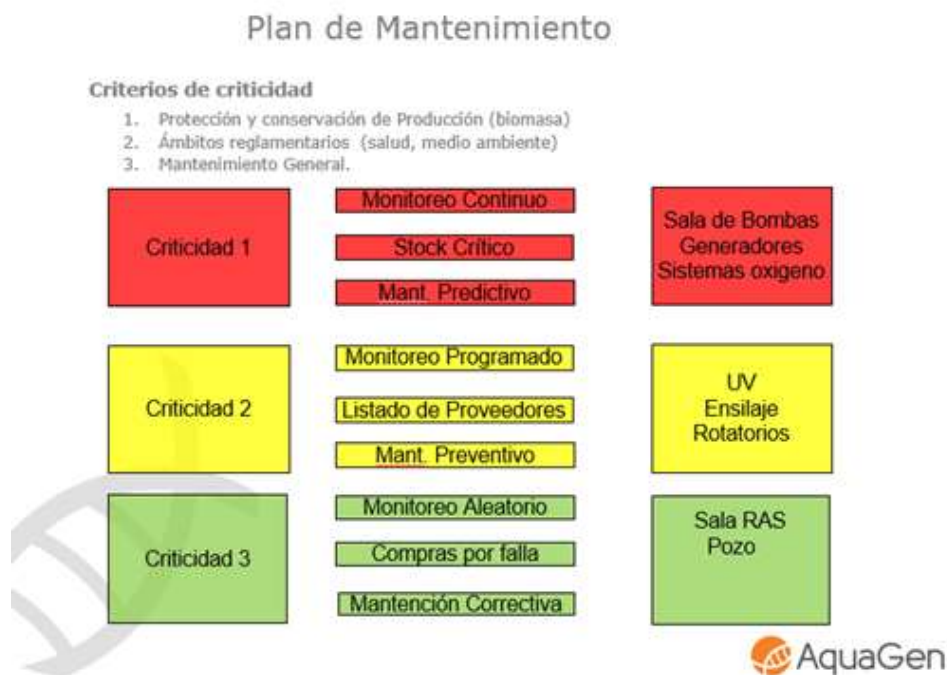 Plan de Mantenimiento
Criterios de criticidad
1. Protección y conservación de Producción (biomasa)
2. Ámbitos reglamentarios (salud, medio ambiente)
3. Mantenimiento General.
Criticidad 1
Monitoreo Continuo
Stock Crítico
Mant. Predictivo
Sala de Bombas
Generadores
Sistemas oxigeno
Criticidad 2
Monitoreo Programado
Listado de Proveedores
Mant. Preventivo
UV
Ensilaje
Rotatorios
Criticidad 3
Monitoreo Aleatorio
Compras por falla
Mantención Correctiva
Sala RAS
Pozo
AquaGen